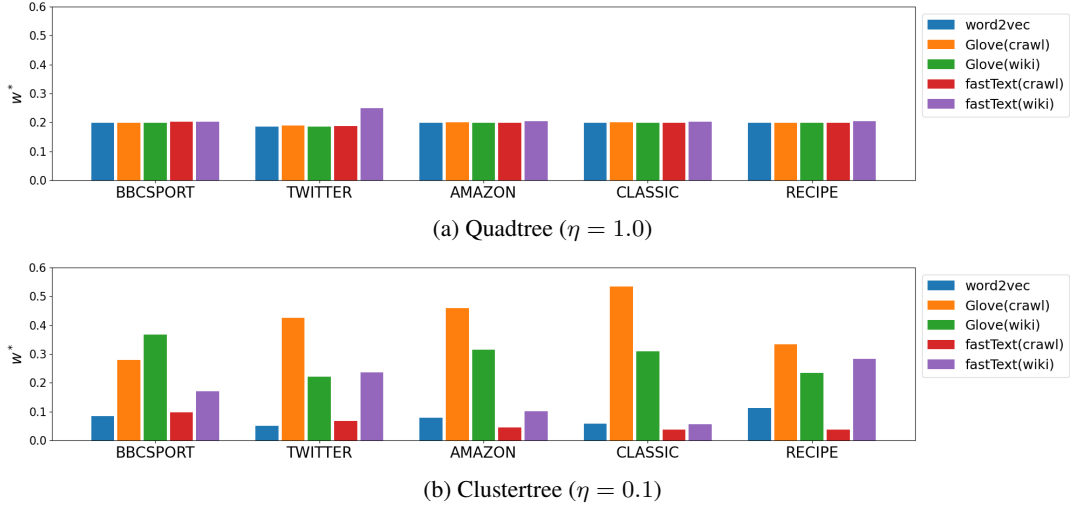 0.6
0.5
0.4
0.3
0.2
0.1
0.0
w*
BBCSPORT TWITTER AMAZON CLASSIC RECIPE
word2vec
Glove(crawl)
Glove(wiki)
fastText(crawl)
fastText(wiki)
(a) Quadtree (η = 1.0)
0.6
0.5
0.4
0.3
0.2
0.1
0.0
w*
BBCSPORT TWITTER AMAZON CLASSIC RECIPE
word2vec
Glove(crawl)
Glove(wiki)
fastText(crawl)
fastText(wiki)
(b) Clustertree (η = 0.1)